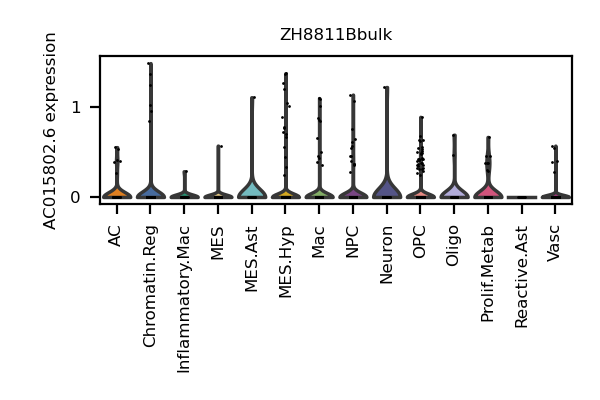 ZH8811Bbulk
AC015802.6 expression
1
0
AC
Chromatin.Reg
Inflammatory.Mac
MES
MES.Ast
MES.Hyp
Mac
NPC
Neuron
OPC
Oligo
Prolif.Metab
Reactive.Ast
Vasc